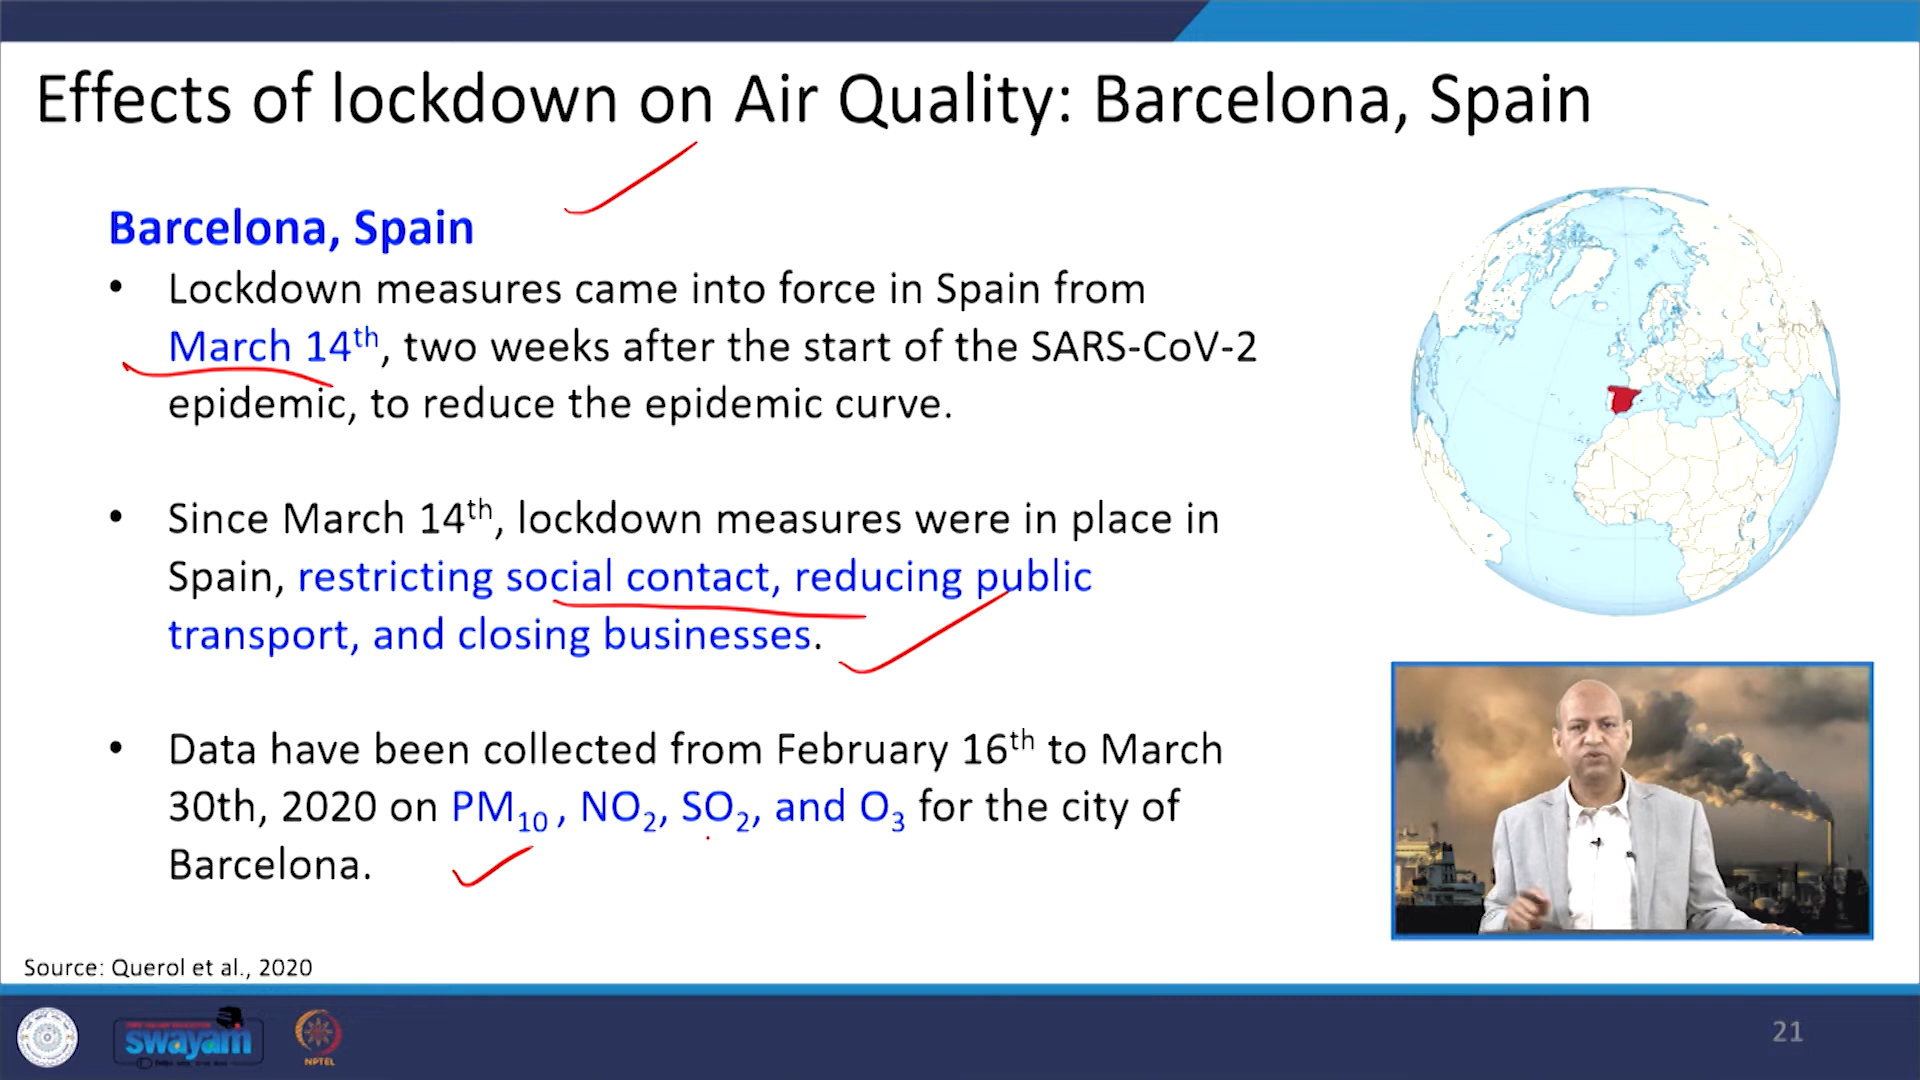 Effects of lockdown on Air Quality: Barcelona, Spain
Barcelona, Spain
• Lockdown measures came into force in Spain from
March 14th, two weeks after the start of the SARS-CoV-2
epidemic, to reduce the epidemic curve.
• Since March 14th, lockdown measures were in place in
Spain, restricting social contact, reducing public
transport, and closing businesses.
• Data have been collected from February 16th to March
30th, 2020 on PM10 , NO2, SO2, and O3 for the city of
Barcelona.
Source: Querol et al., 2020
swayam
NPTEL
21